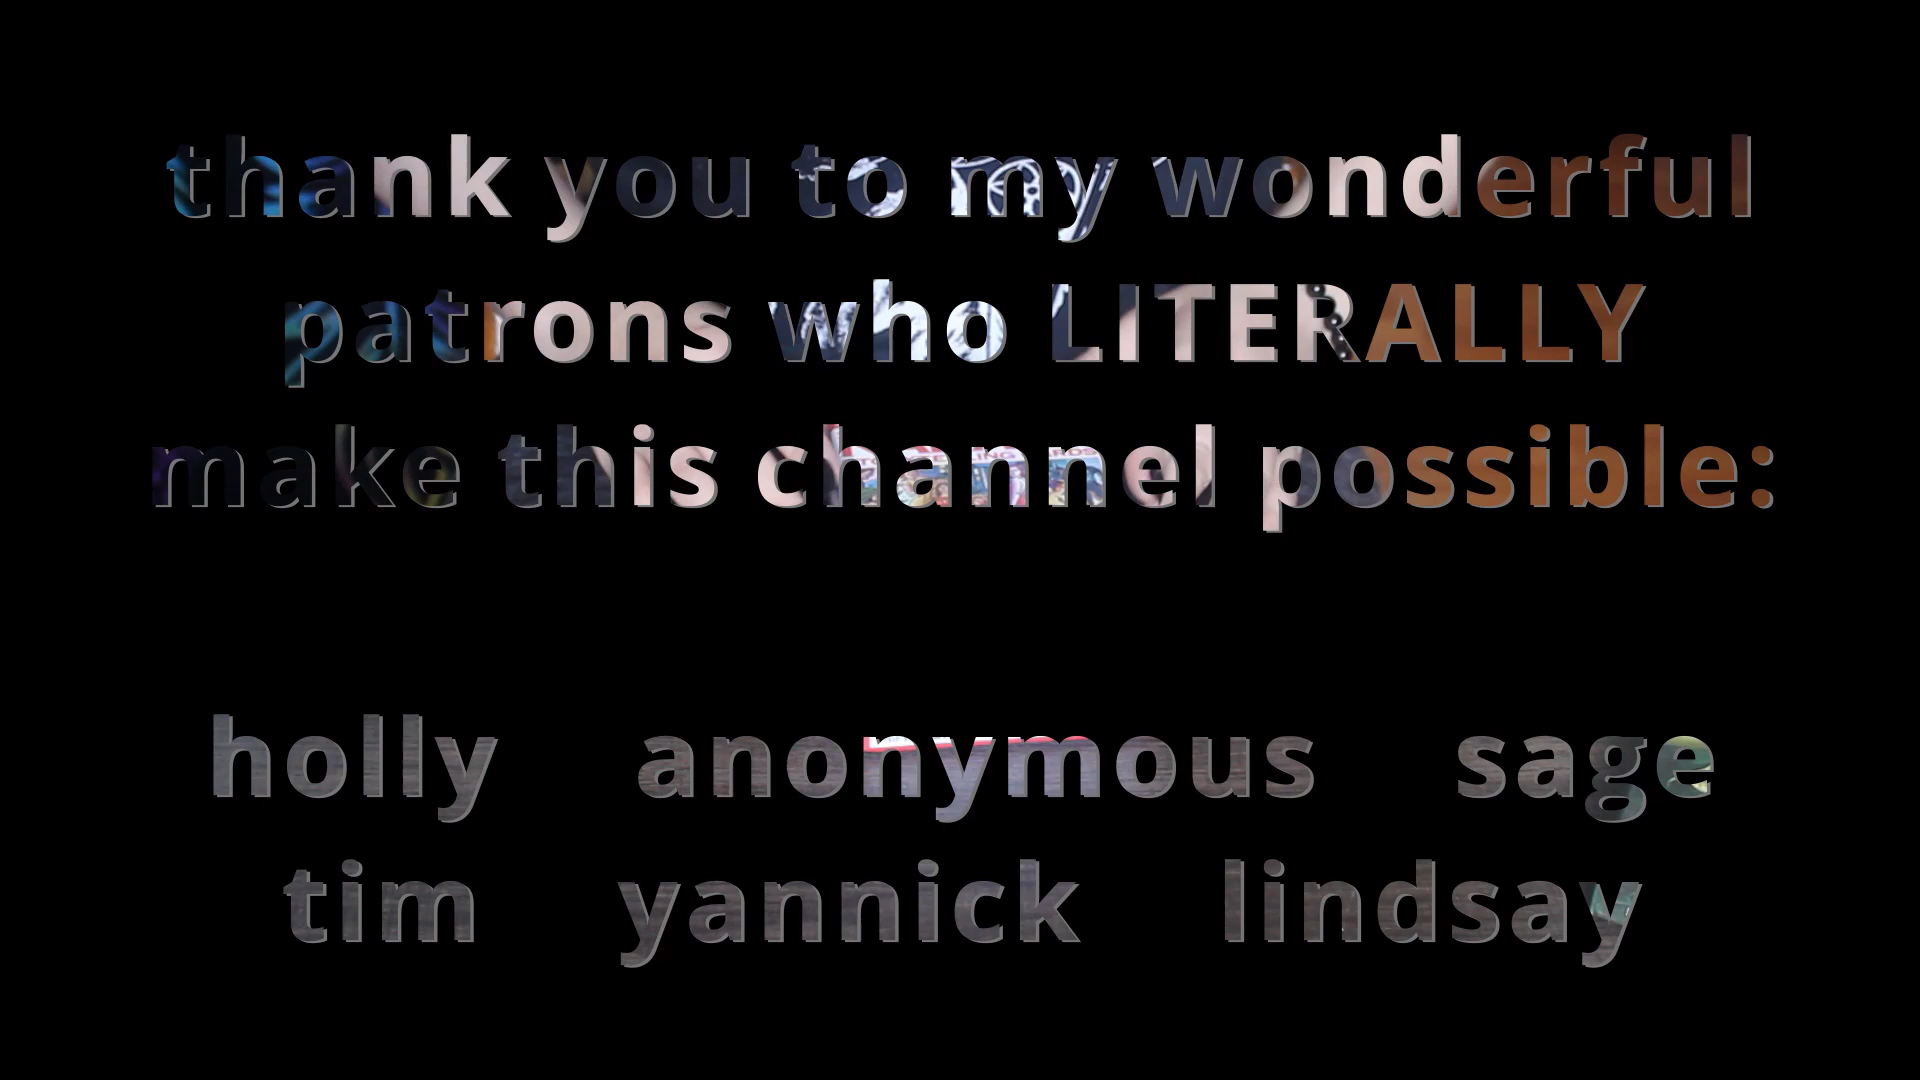 thank you to my wonderful
patrons who LITERALLY
make this channel possible:
holly anonymous sage
tim yannick lindsay